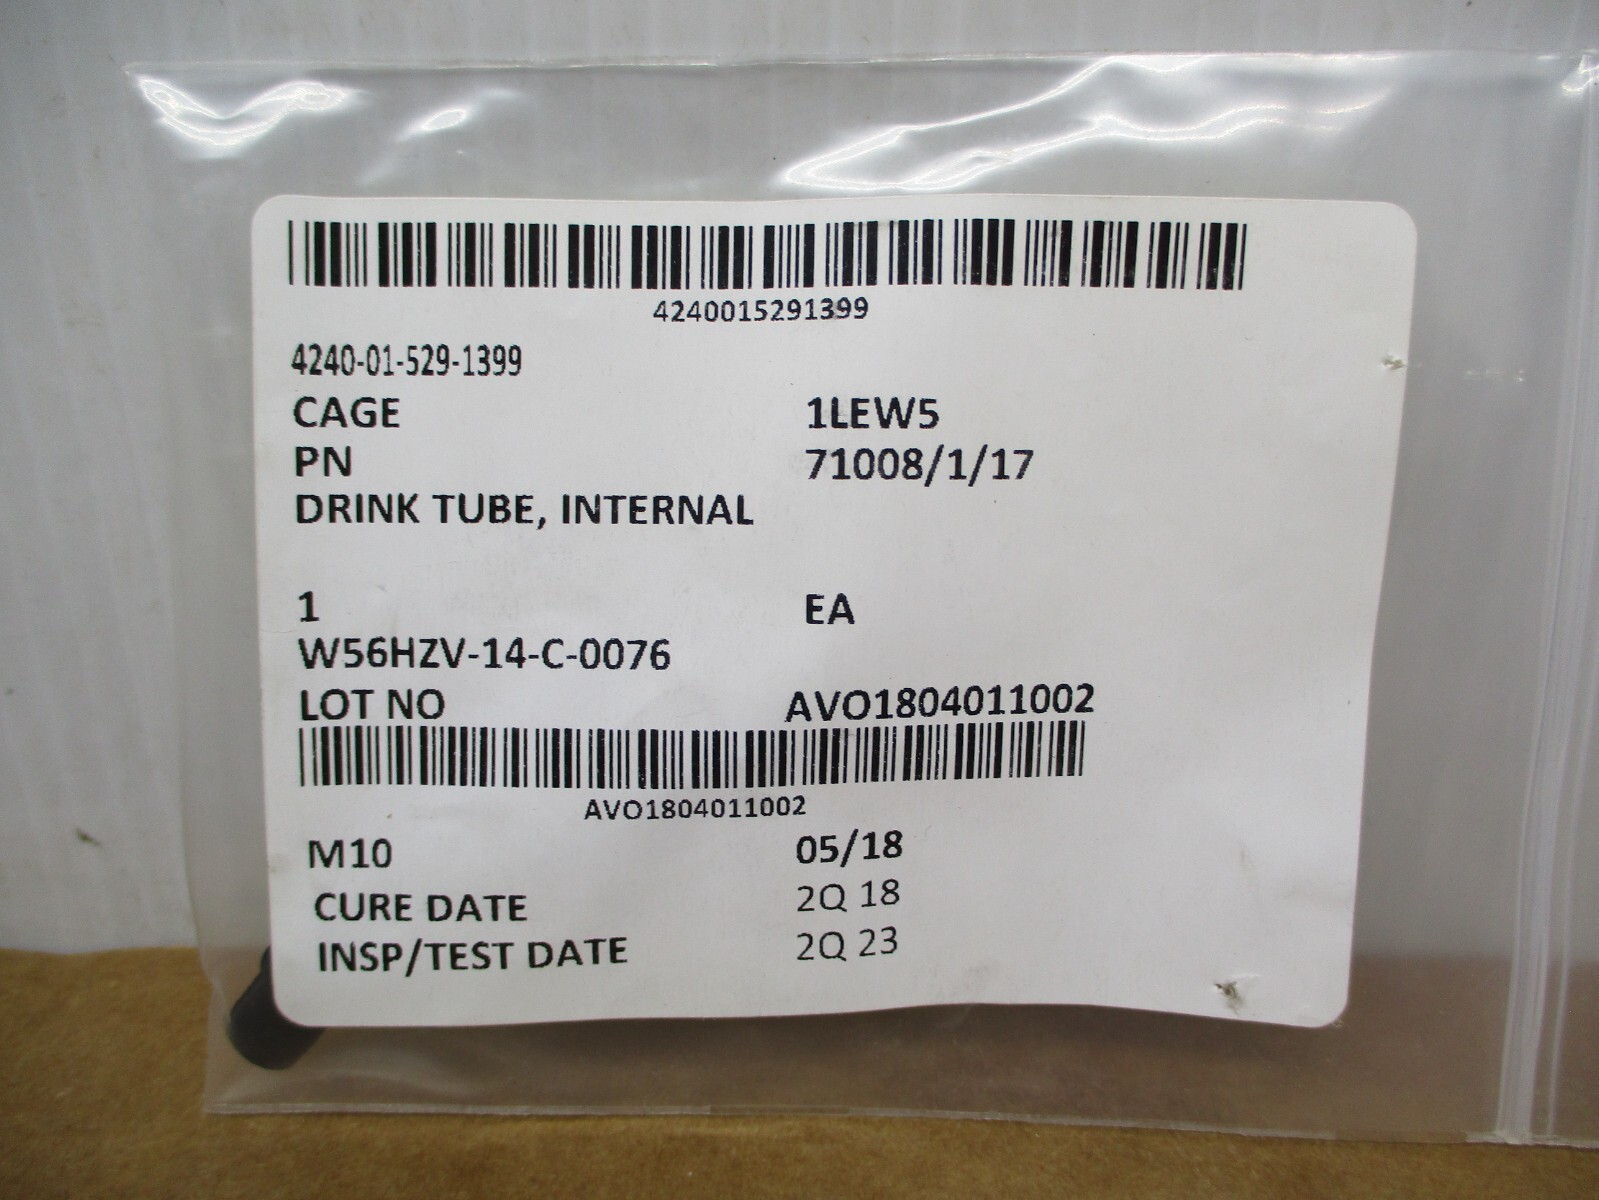 4240015291399
4240-01-529-1399
CAGE 1LEW5
PN 71008/1/17
DRINK TUBE, INTERNAL
1 EA
W56HZV-14-C-0076
LOT NO AVO1804011002
AVO1804011002
M10 05/18
CURE DATE 2Q 18
INSP/TEST DATE 2Q 23